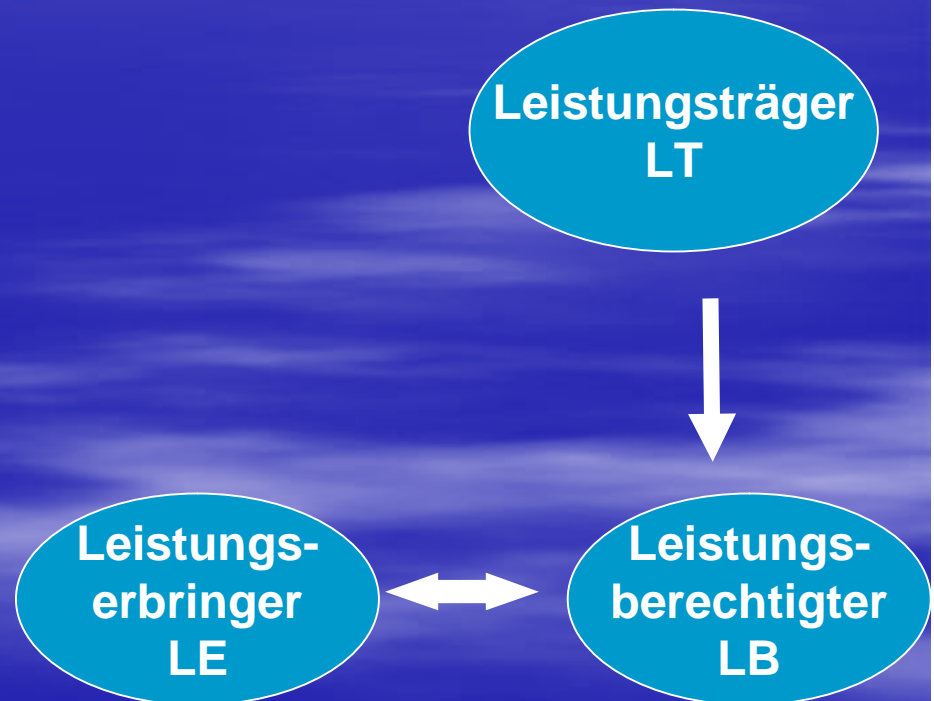 Leistungsträger
LT
Leistungs-
erbringer
LE
Leistungs-
berechtigter
LB